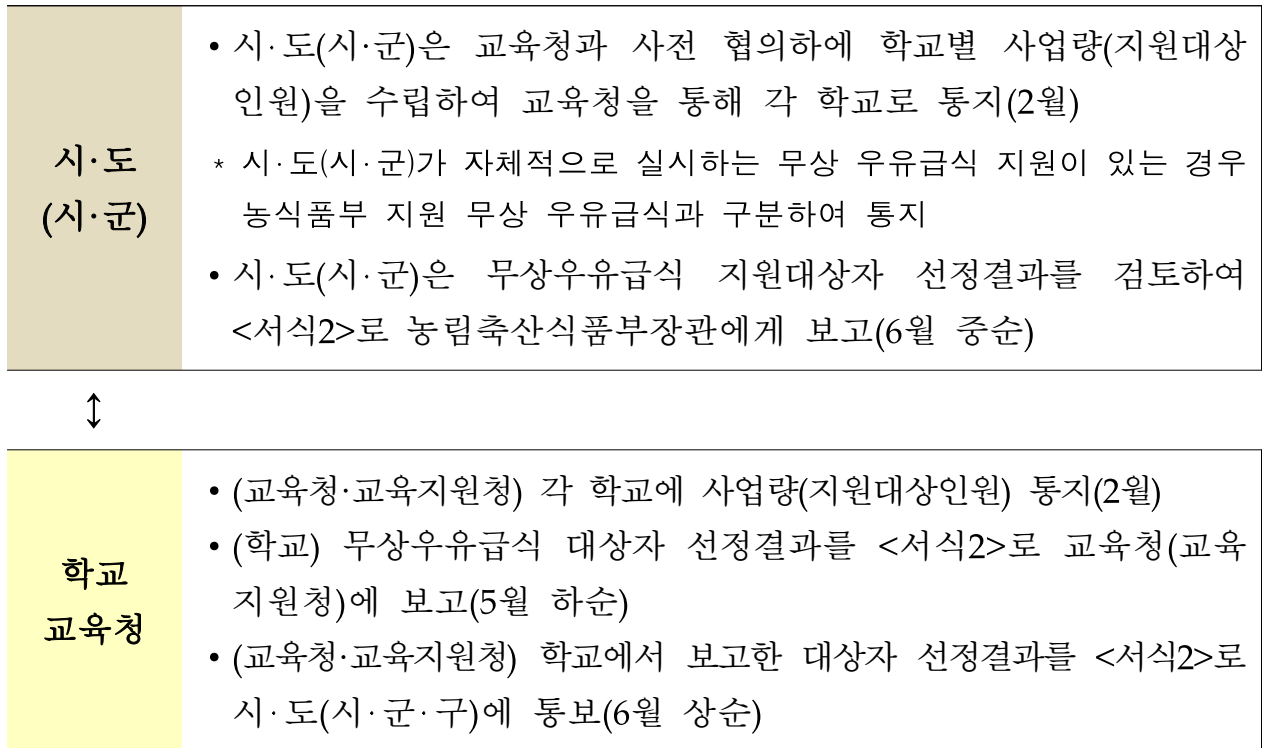 시·도
(시·군)
• 시·도(시·군)은 교육청과 사전 협의하에 학교별 사업량(지원대상
인원)을 수립하여 교육청을 통해 각 학교로 통지(2월)
* 시·도(시·군)가 자체적으로 실시하는 무상 우유급식 지원이 있는 경우
농식품부 지원 무상 우유급식과 구분하여 통지
• 시·도(시·군)은 무상우유급식 지원대상자 선정결과를 검토하여
<서식2>로 농림축산식품부장관에게 보고(6월 중순)
↕
학교
교육청
• (교육청·교육지원청) 각 학교에 사업량(지원대상인원) 통지(2월)
• (학교) 무상우유급식 대상자 선정결과를 <서식2>로 교육청(교육
지원청)에 보고(5월 하순)
• (교육청·교육지원청) 학교에서 보고한 대상자 선정결과를 <서식2>로
시·도(시·군·구)에 통보(6월 상순)